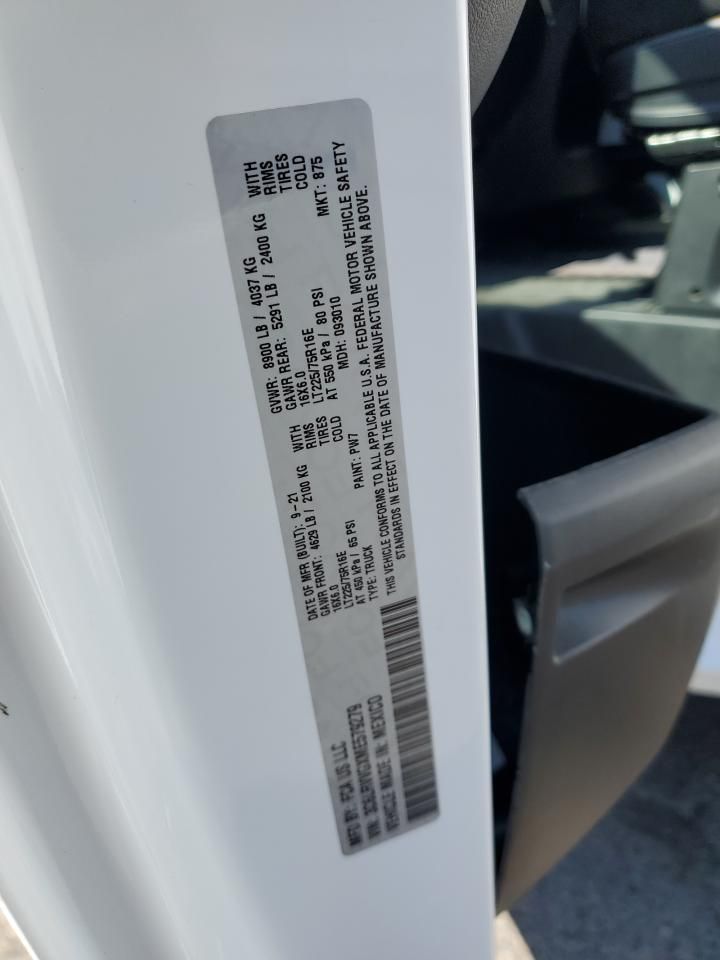 MFD BY: FCA US LLC
VIN: 3C6LRVVGXME579279
VEHICLE MADE IN: MEXICO
DATE OF MFR (BUILT): 9-21
GAWR FRONT: 4629 LB / 2100 KG WITH
16X6.0 RIMS
LT225/75R16E TIRES
AT 450 kPa / 65 PSI COLD
TYPE: TRUCK PAINT: PW7
GVWR: 8900 LB / 4037 KG
GAWR REAR: 5291 LB / 2400 KG WITH
16X6.0 RIMS
LT225/75R16E TIRES
AT 550 kPa / 80 PSI COLD
MDH: 093010 MKT: 875
THIS VEHICLE CONFORMS TO ALL APPLICABLE U.S.A. FEDERAL MOTOR VEHICLE SAFETY
STANDARDS IN EFFECT ON THE DATE OF MANUFACTURE SHOWN ABOVE.